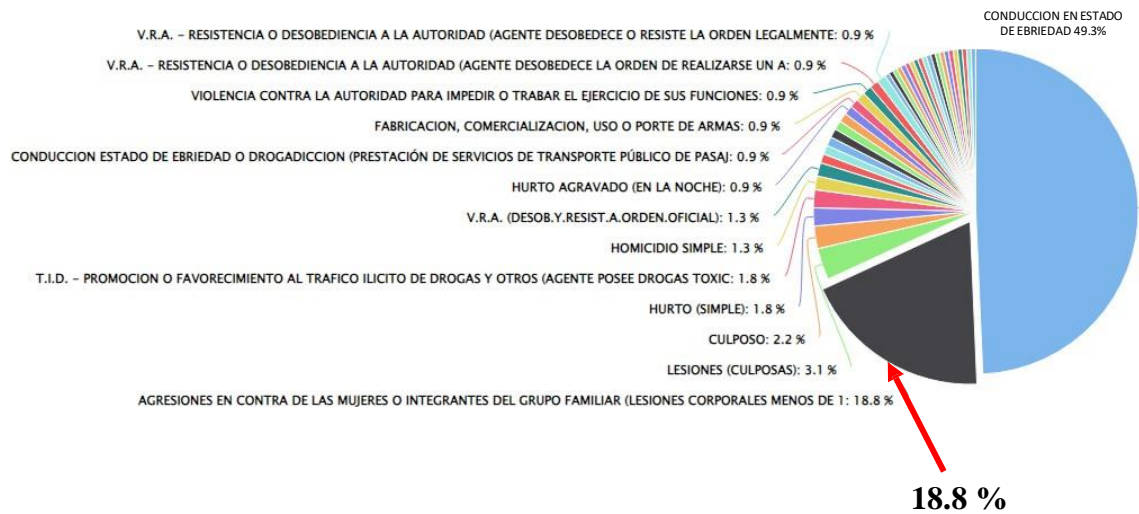 CONDUCCION EN ESTADO
DE EBRIEDAD 49.3%
V.R.A. – RESISTENCIA O DESOBEDIENCIA A LA AUTORIDAD (AGENTE DESOBEDECE O RESISTE LA ORDEN LEGALMENTE: 0.9 %
V.R.A. – RESISTENCIA O DESOBEDIENCIA A LA AUTORIDAD (AGENTE DESOBEDECE LA ORDEN DE REALIZARSE UN A: 0.9 %
VIOLENCIA CONTRA LA AUTORIDAD PARA IMPEDIR O TRABAR EL EJERCICIO DE SUS FUNCIONES: 0.9 %
FABRICACION, COMERCIALIZACION, USO O PORTE DE ARMAS: 0.9 %
CONDUCCION ESTADO DE EBRIEDAD O DROGADICCION (PRESTACIÓN DE SERVICIOS DE TRANSPORTE PÚBLICO DE PASAJ: 0.9 %
HURTO AGRAVADO (EN LA NOCHE): 0.9 %
V.R.A. (DESOB.Y.RESIST.A.ORDEN.OFICIAL): 1.3 %
HOMICIDIO SIMPLE: 1.3 %
T.I.D. – PROMOCION O FAVORECIMIENTO AL TRAFICO ILICITO DE DROGAS Y OTROS (AGENTE POSEE DROGAS TOXIC: 1.8 %
HURTO (SIMPLE): 1.8 %
CULPOSO: 2.2 %
LESIONES (CULPOSAS): 3.1 %
AGRESIONES EN CONTRA DE LAS MUJERES O INTEGRANTES DEL GRUPO FAMILIAR (LESIONES CORPORALES MENOS DE 1: 18.8 %
18.8 %